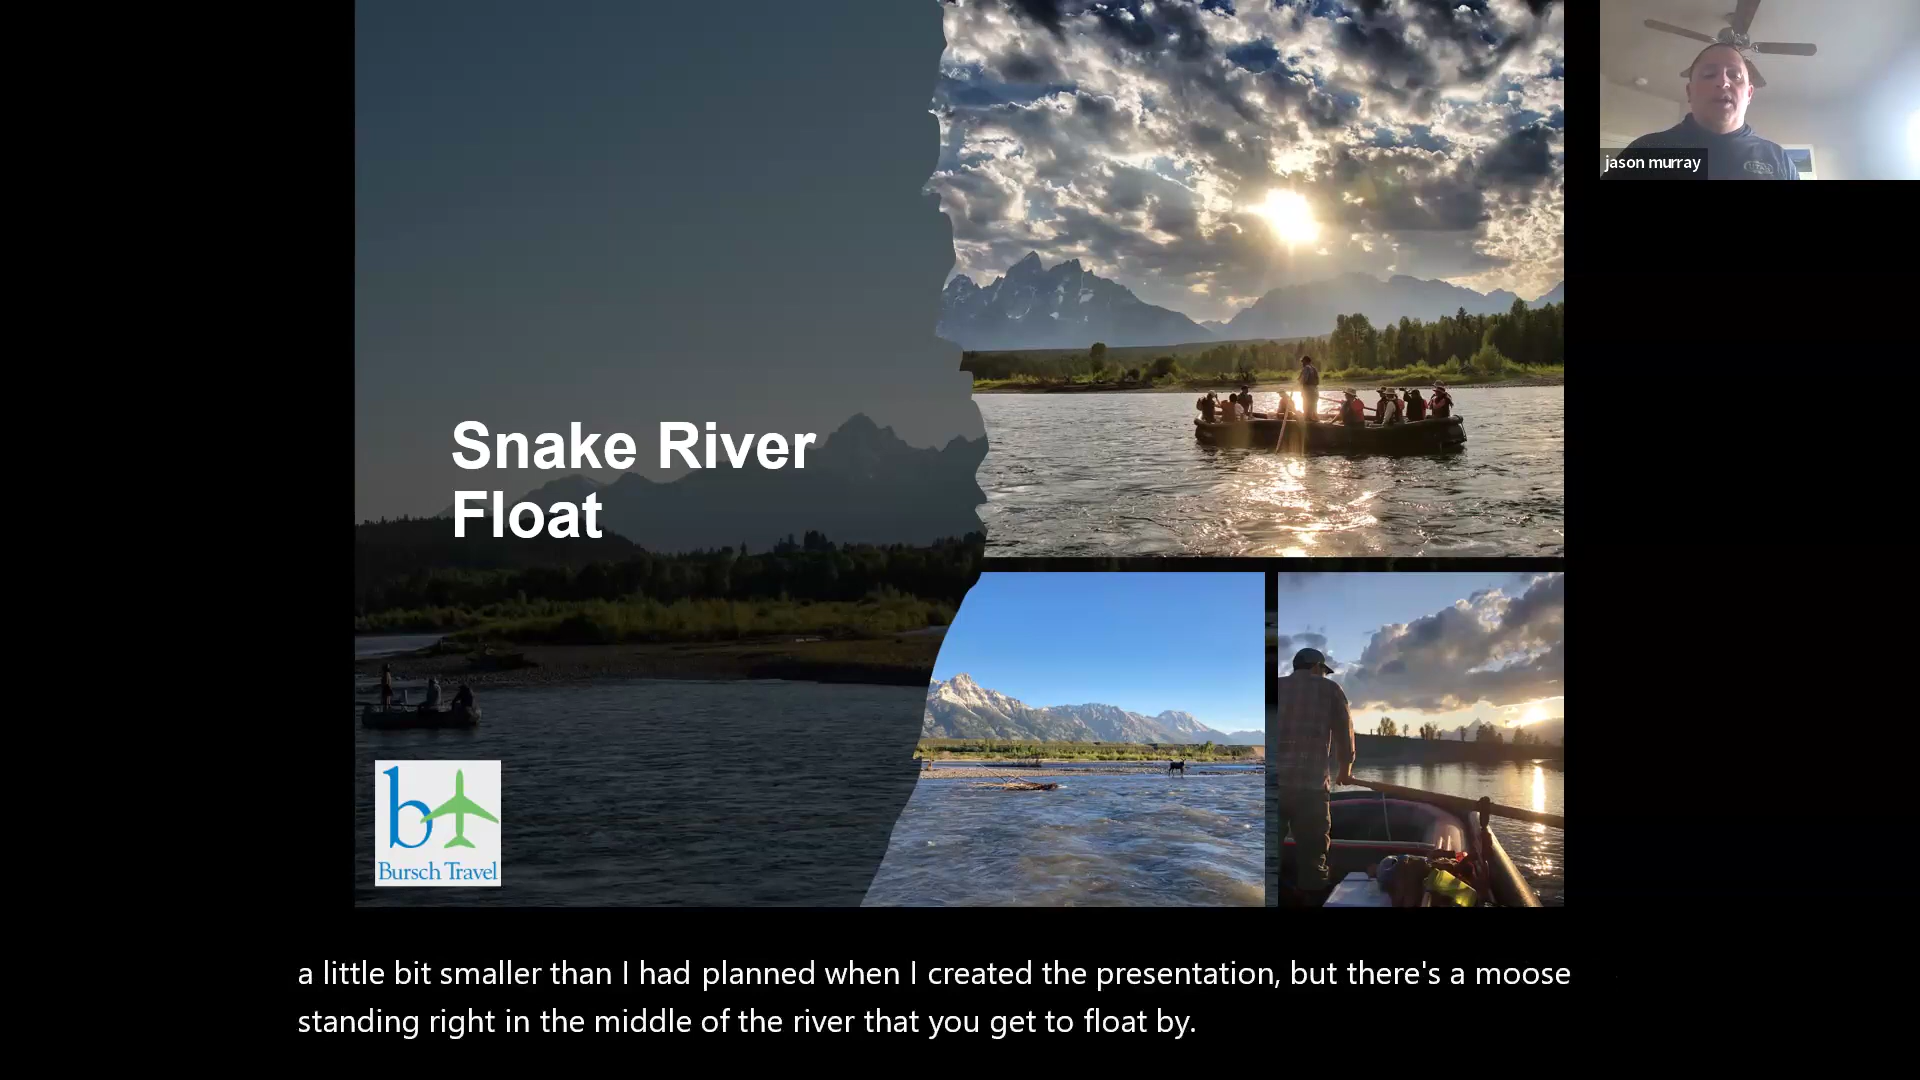 jason murray
Snake River
Float
b
Bursch Travel
a little bit smaller than I had planned when I created the presentation, but there's a moose
standing right in the middle of the river that you get to float by.